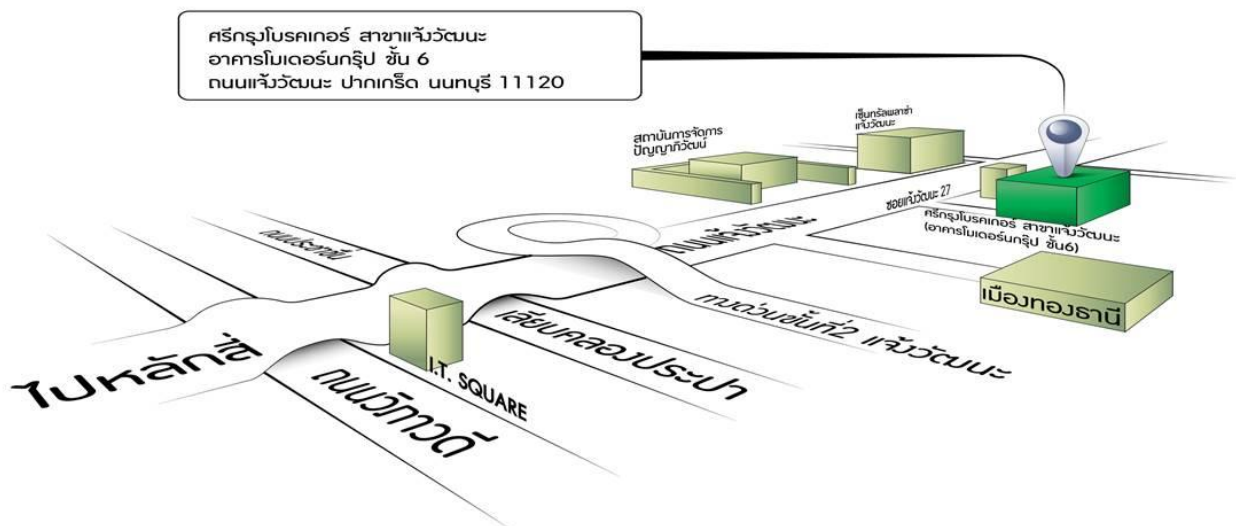 ศรีกรุงโบรคเกอร์ สาขาแจ้งวัฒนะ
อาคารโมเดอร์นกรุ๊ป ชั้น 6
ถนนแจ้งวัฒนะ ปากเกร็ด นนทบุรี 11120
สถาบันการจัดการ
ปัญญาภิวัฒน์
เซ็นทรัลพลาซ่า
แจ้งวัฒนะ
ซอยแจ้งวัฒนะ 27
ศรีกรุงโบรคเกอร์ สาขาแจ้งวัฒนะ
(อาคารโมเดอร์นกรุ๊ป ชั้น6)
ถนนแจ้งวัฒนะ
ถนนประชาชื่น
เมืองทองธานี
ทางด่วนขั้นที่2 แจ้งวัฒนะ
เลียบคลองประปา
I.T. SQUARE
ไปหลักสี่
ถนนวิภาวดี